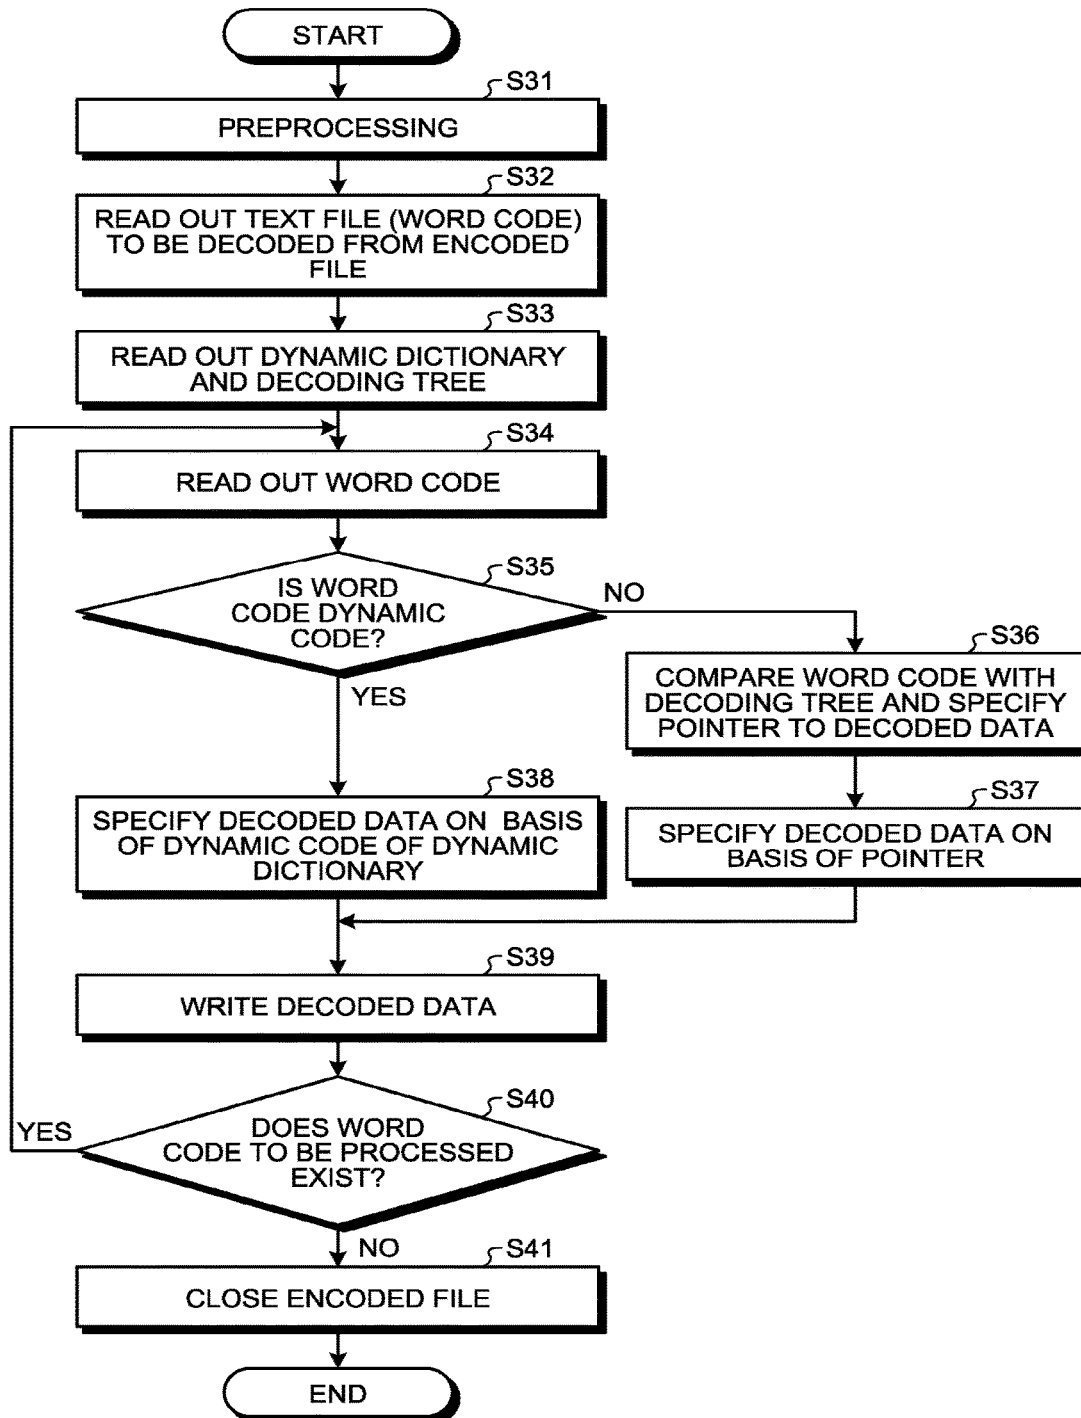 START
S31
PREPROCESSING
S32
READ OUT TEXT FILE (WORD CODE)
TO BE DECODED FROM ENCODED
FILE
S33
READ OUT DYNAMIC DICTIONARY
AND DECODING TREE
S34
READ OUT WORD CODE
S35
IS WORD
CODE DYNAMIC
CODE?
NO
YES
S36
COMPARE WORD CODE WITH
DECODING TREE AND SPECIFY
POINTER TO DECODED DATA
S37
SPECIFY DECODED DATA ON
BASIS OF POINTER
S38
SPECIFY DECODED DATA ON BASIS
OF DYNAMIC CODE OF DYNAMIC
DICTIONARY
S39
WRITE DECODED DATA
S40
DOES WORD
CODE TO BE PROCESSED
EXIST?
YES
NO
S41
CLOSE ENCODED FILE
END